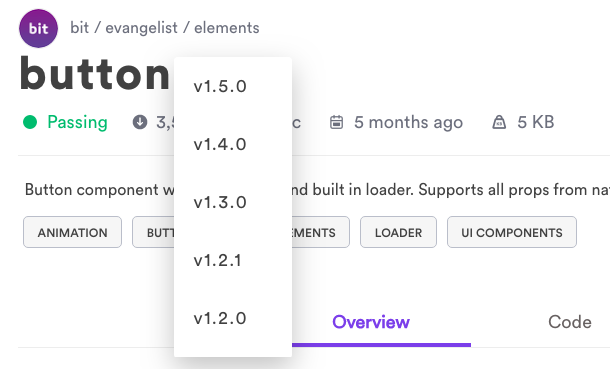 bit
bit / evangelist / elements
button
v1.5.0
Passing
3,5
c
5 months ago
5 KB
v1.4.0
Button component w
nd built in loader. Supports all props from na
v1.3.0
ANIMATION
BUTT
EMENTS
LOADER
UI COMPONENTS
v1.2.1
v1.2.0
Overview
Code